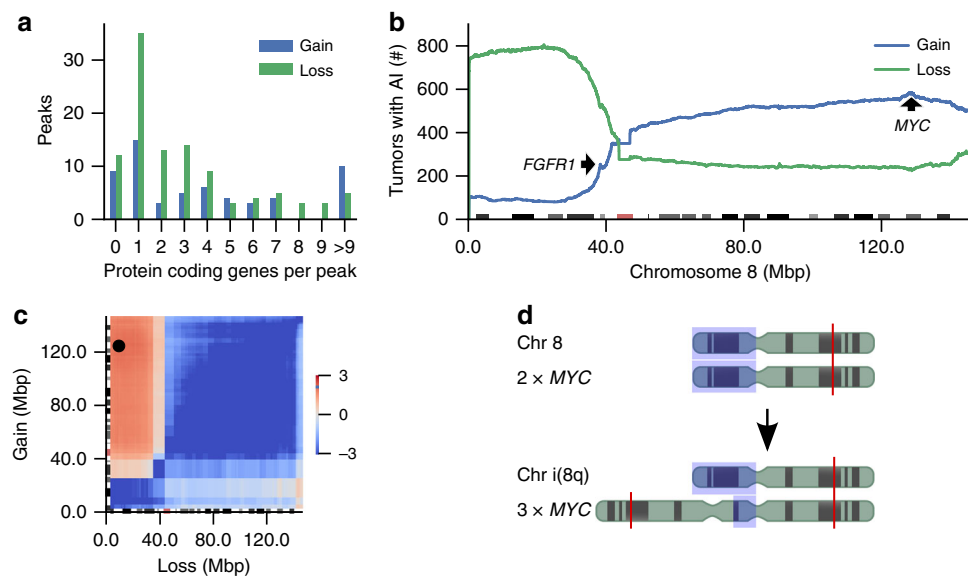 a
Peaks
30
20
10
0
Gain
Loss
0 1 2 3 4 5 6 7 8 9 >9
Protein coding genes per peak
b
Tumors with AI (#)
800
600
400
200
0
Gain
Loss
FGFR1
MYC
0.0 40.0 80.0 120.0
Chromosome 8 (Mbp)
c
Gain (Mbp)
120.0
80.0
40.0
0.0
3
0
−3
0.0 40.0 80.0 120.0
Loss (Mbp)
d
Chr 8
2 × MYC
Chr i(8q)
3 × MYC